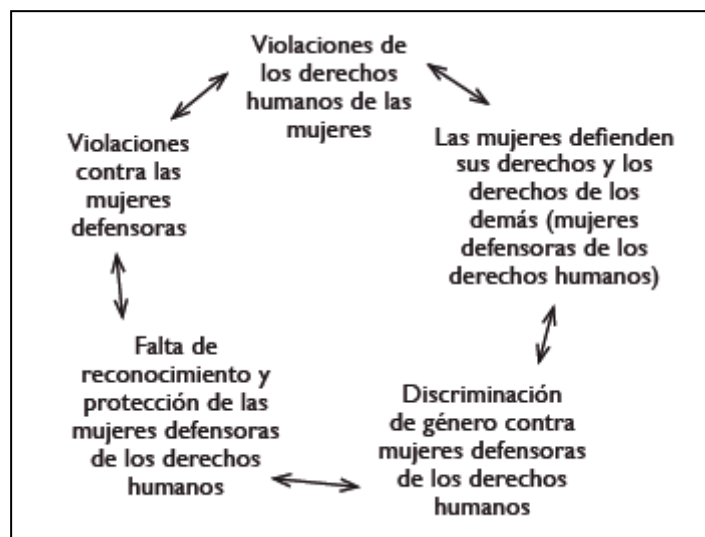 Violaciones de
los derechos
humanos de las
mujeres
Las mujeres defienden
sus derechos y los
derechos de los
demás (mujeres
defensoras de los
derechos humanos)
Discriminación
de género contra
mujeres defensoras
de los derechos
humanos
Falta de
reconocimiento y
protección de las
mujeres defensoras
de los derechos
humanos
Violaciones
contra las
mujeres
defensoras